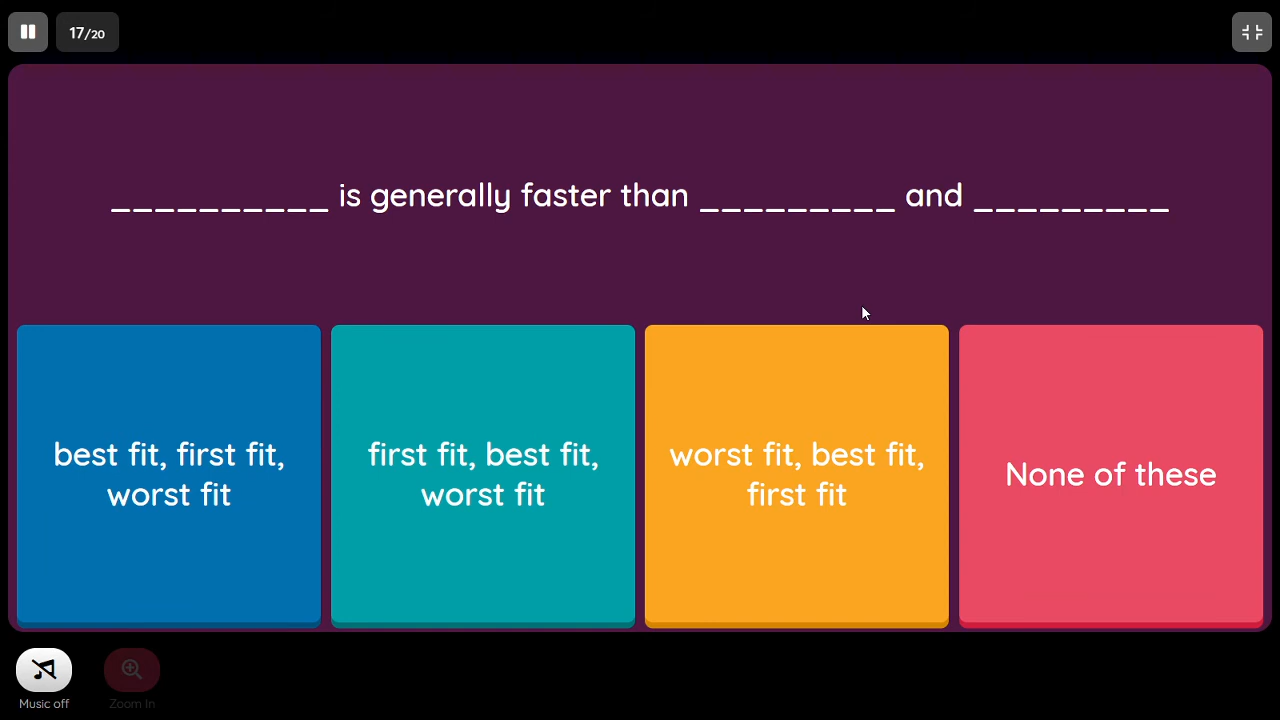 17/20
__________ is generally faster than _________ and _________
best fit, first fit,
worst fit
first fit, best fit,
worst fit
worst fit, best fit,
first fit
None of these
Music off
Zoom In